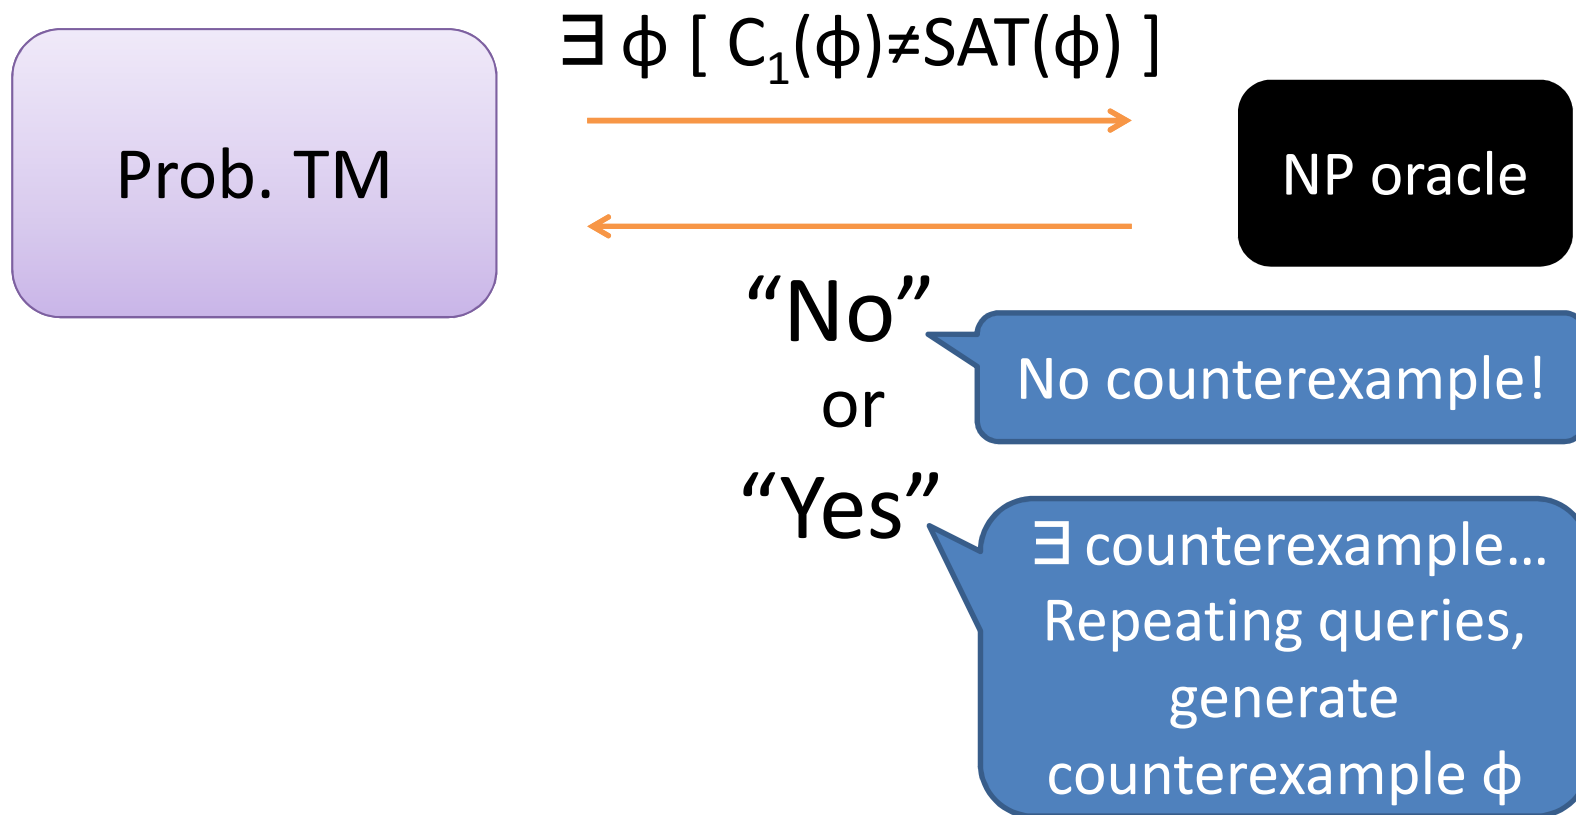 ∃ φ [ C₁(φ)≠SAT(φ) ]
Prob. TM
NP oracle
“No”
No counterexample!
or
“Yes”
∃ counterexample…
Repeating queries,
generate
counterexample φ